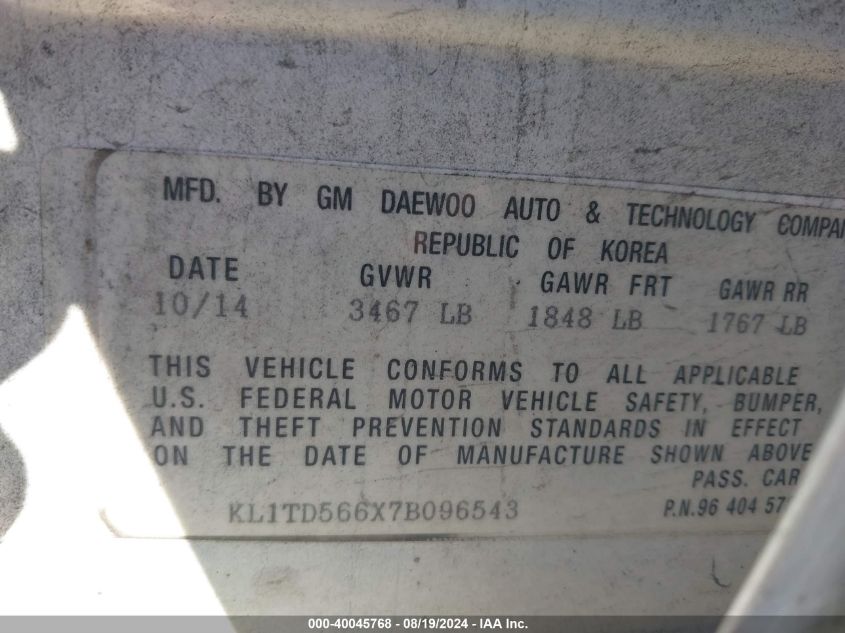 MFD. BY GM DAEWOO AUTO & TECHNOLOGY
REPUBLIC OF KOREA
DATE GVWR GAWR FRT GAWR RR
10/14 3467 LB 1848 LB 1767 LB
THIS VEHICLE CONFORMS TO ALL APPLICABLE
U.S. FEDERAL MOTOR VEHICLE SAFETY, BUMPER,
AND THEFT PREVENTION STANDARDS IN EFFECT
ON THE DATE OF MANUFACTURE SHOWN ABOVE
PASS. CAR
KL1TD566X7B096543 P.N.96 404
000-40045768 - 08/19/2024 - IAA Inc.